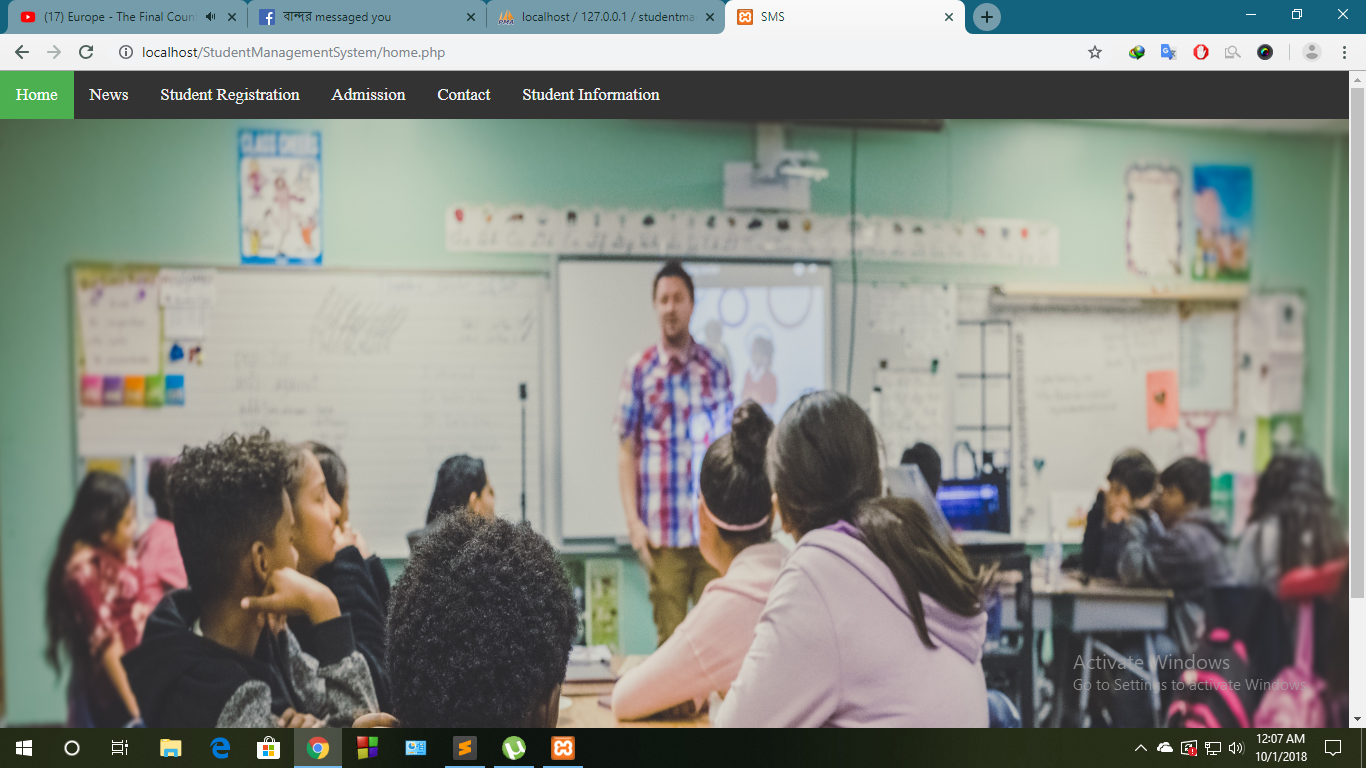 (17) Europe - The Final Coun
বান্দর messaged you
localhost / 127.0.0.1 / studentma
SMS
localhost/StudentManagementSystem/home.php
Home News Student Registration Admission Contact Student Information
CLASS CHEERS
Activate Windows
Go to Settings to activate Windows.
12:07 AM
10/1/2018